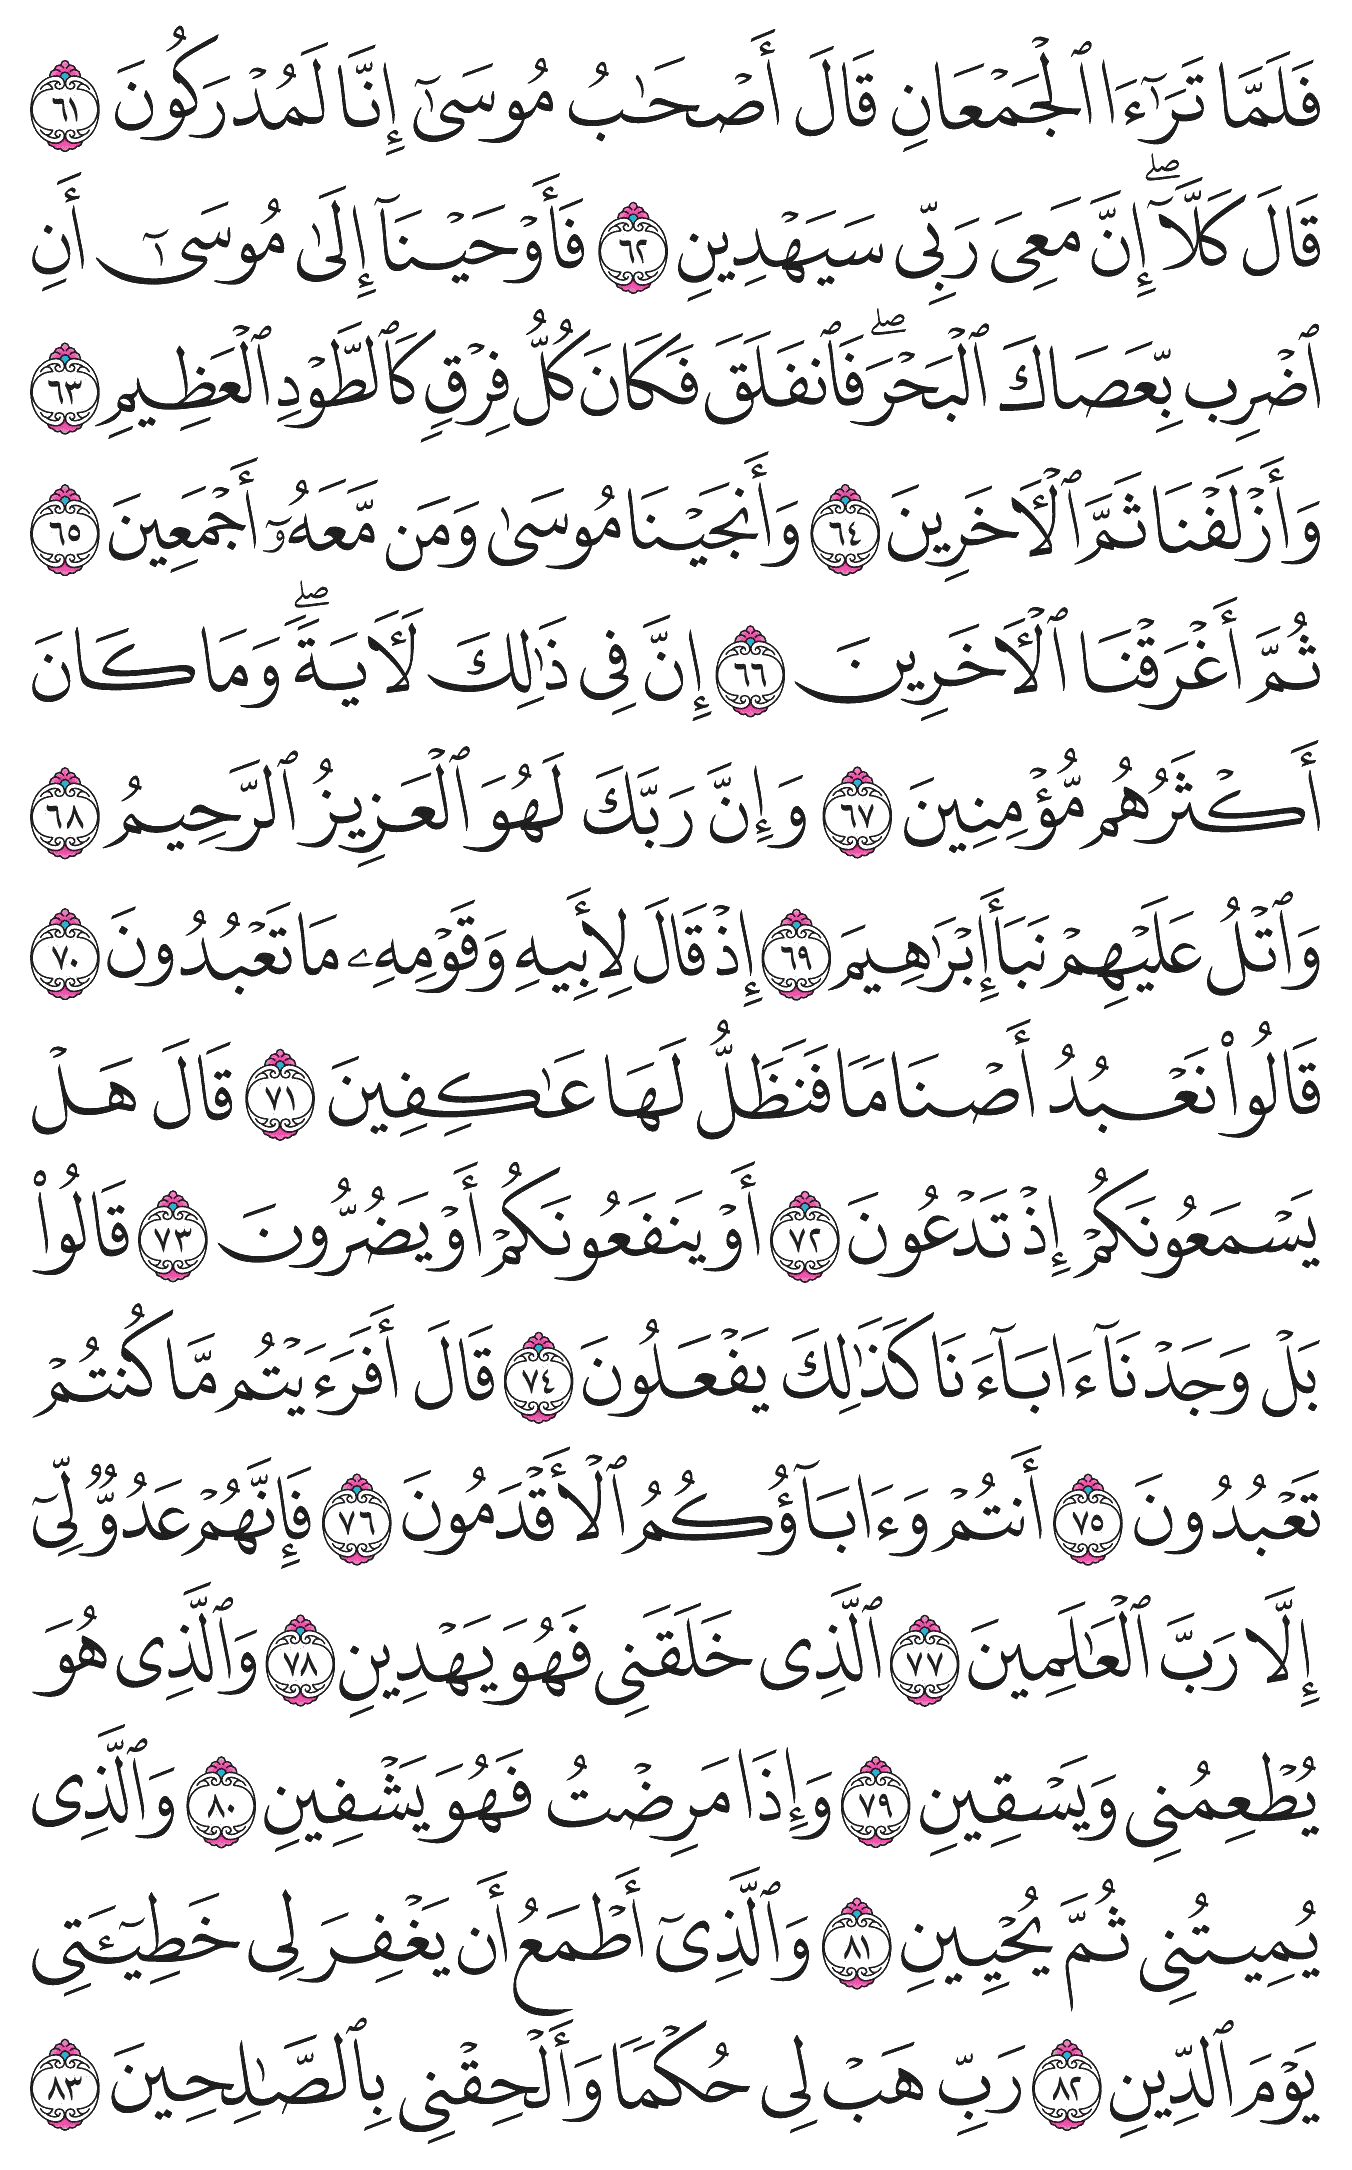 فَلَمَّا تَرَٰٓءَا ٱلْجَمْعَانِ قَالَ أَصْحَـٰبُ مُوسَىٰٓ إِنَّا لَمُدْرَكُونَ ٦١
قَالَ كَلَّآ ۖ إِنَّ مَعِىَ رَبِّى سَيَهْدِينِ ٦٢ فَأَوْحَيْنَآ إِلَىٰ مُوسَىٰٓ أَنِ
ٱضْرِب بِّعَصَاكَ ٱلْبَحْرَ ۖ فَٱنفَلَقَ فَكَانَ كُلُّ فِرْقٍ كَٱلطَّوْدِ ٱلْعَظِيمِ ٦٣
وَأَزْلَفْنَا ثَمَّ ٱلْـَٔاخَرِينَ ٦٤ وَأَنجَيْنَا مُوسَىٰ وَمَن مَّعَهُۥٓ أَجْمَعِينَ ٦٥
ثُمَّ أَغْرَقْنَا ٱلْـَٔاخَرِينَ ٦٦ إِنَّ فِى ذَٰلِكَ لَـَٔايَةً ۖ وَمَا كَانَ
أَكْثَرُهُم مُّؤْمِنِينَ ٦٧ وَإِنَّ رَبَّكَ لَهُوَ ٱلْعَزِيزُ ٱلرَّحِيمُ ٦٨
وَٱتْلُ عَلَيْهِمْ نَبَأَ إِبْرَٰهِيمَ ٦٩ إِذْ قَالَ لِأَبِيهِ وَقَوْمِهِۦ مَا تَعْبُدُونَ ٧٠
قَالُوا۟ نَعْبُدُ أَصْنَامًا فَنَظَلُّ لَهَا عَـٰكِفِينَ ٧١ قَالَ هَلْ
يَسْمَعُونَكُمْ إِذْ تَدْعُونَ ٧٢ أَوْ يَنفَعُونَكُمْ أَوْ يَضُرُّونَ ٧٣ قَالُوا۟
بَلْ وَجَدْنَآ ءَابَآءَنَا كَذَٰلِكَ يَفْعَلُونَ ٧٤ قَالَ أَفَرَءَيْتُم مَّا كُنتُمْ
تَعْبُدُونَ ٧٥ أَنتُمْ وَءَابَآؤُكُمُ ٱلْأَقْدَمُونَ ٧٦ فَإِنَّهُمْ عَدُوٌّ لِّىٓ
إِلَّا رَبَّ ٱلْعَـٰلَمِينَ ٧٧ ٱلَّذِى خَلَقَنِى فَهُوَ يَهْدِينِ ٧٨ وَٱلَّذِى هُوَ
يُطْعِمُنِى وَيَسْقِينِ ٧٩ وَإِذَا مَرِضْتُ فَهُوَ يَشْفِينِ ٨٠ وَٱلَّذِى
يُمِيتُنِى ثُمَّ يُحْيِينِ ٨١ وَٱلَّذِىٓ أَطْمَعُ أَن يَغْفِرَ لِى خَطِيٓـَٔتِى
يَوْمَ ٱلدِّينِ ٨٢ رَبِّ هَبْ لِى حُكْمًا وَأَلْحِقْنِى بِٱلصَّـٰلِحِينَ ٨٣